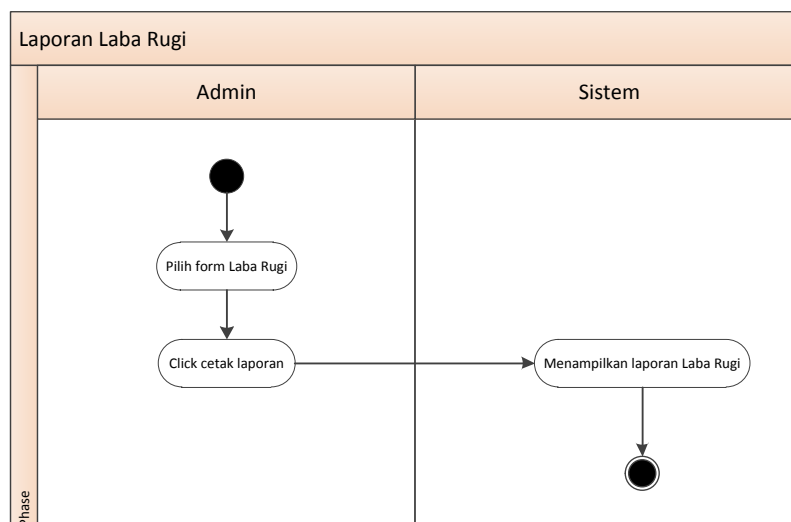 Laporan Laba Rugi
Admin
Sistem
Pilih form Laba Rugi
Click cetak laporan
Menampilkan laporan Laba Rugi
Phase